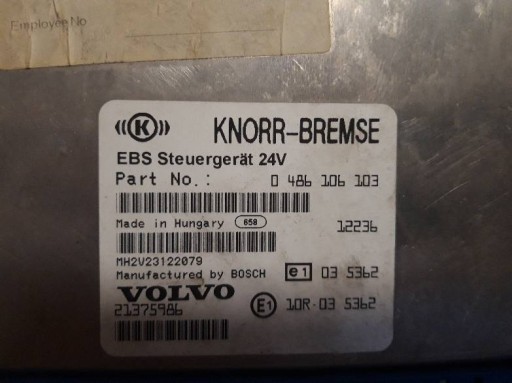 Employee No
((K)) KNORR-BREMSE
EBS Steuergerät 24V
Part No.: 0 486 106 103
Made in Hungary 658 12236
MH2V23122079
Manufactured by BOSCH e1 03 5362
VOLVO
21375986 E1 10R-03 5362